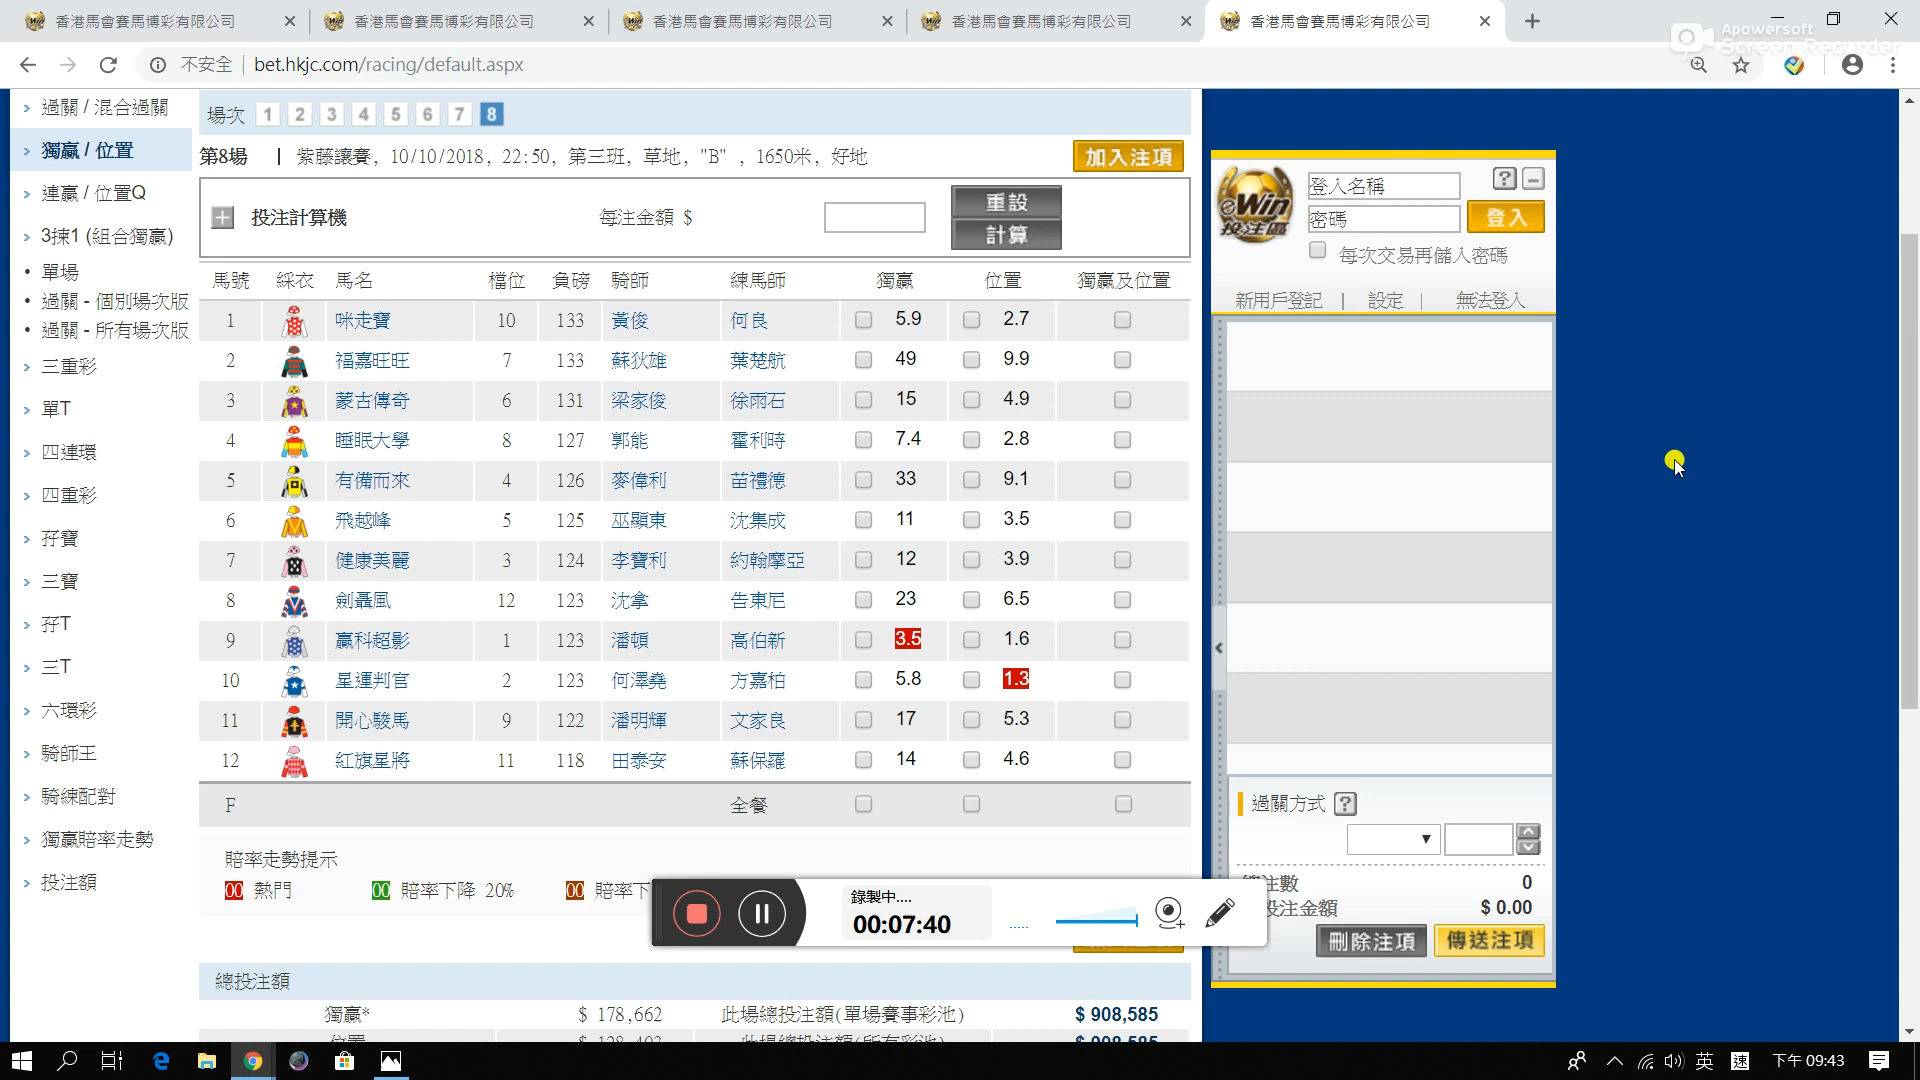 香港馬會賽馬博彩有限公司
香港馬會賽馬博彩有限公司
香港馬會賽馬博彩有限公司
香港馬會賽馬博彩有限公司
香港馬會賽馬博彩有限公司
Apowersoft
Screen Recorder
不安全 bet.hkjc.com/racing/default.aspx
過關 / 混合過關
獨贏 / 位置
連贏 / 位置Q
3揀1 (組合獨贏)
單場
過關 - 個別場次版
過關 - 所有場次版
三重彩
單T
四連環
四重彩
孖寶
三寶
孖T
三T
六環彩
騎師王
騎練配對
獨贏賠率走勢
投注額
場次 1 2 3 4 5 6 7 8
第8場 | 紫藤讓賽, 10/10/2018, 22:50, 第三班, 草地, "B" , 1650米, 好地
加入注項
投注計算機 每注金額 $ 重設 計算
馬號 綵衣 馬名 檔位 負磅 騎師 練馬師 獨贏 位置 獨贏及位置
1 咪走寶 10 133 黃俊 何良 5.9 2.7
2 福嘉旺旺 7 133 蘇狄雄 葉楚航 49 9.9
3 蒙古傳奇 6 131 梁家俊 徐雨石 15 4.9
4 睡眠大學 8 127 郭能 霍利時 7.4 2.8
5 有備而來 4 126 麥偉利 苗禮德 33 9.1
6 飛越峰 5 125 巫顯東 沈集成 11 3.5
7 健康美麗 3 124 李寶利 約翰摩亞 12 3.9
8 劍聶風 12 123 沈拿 告東尼 23 6.5
9 贏科超影 1 123 潘頓 高伯新 3.5 1.6
10 星運判官 2 123 何澤堯 方嘉柏 5.8 1.3
11 開心駿馬 9 122 潘明輝 文家良 17 5.3
12 紅旗星將 11 118 田泰安 蘇保羅 14 4.6
F 全餐
賠率走勢提示
00 熱門 00 賠率下降 20% 00 賠率下
錄製中....
00:07:40
總投注額
獨贏* $ 178,662 此場總投注額(單場賽事彩池) $ 908,585
eWin
投注區
登入名稱
密碼
登入
每次交易再儲入密碼
新用戶登記 | 設定 | 無法登入
過關方式
注數 0
投注金額 $ 0.00
刪除注項 傳送注項
英 速 下午 09:43